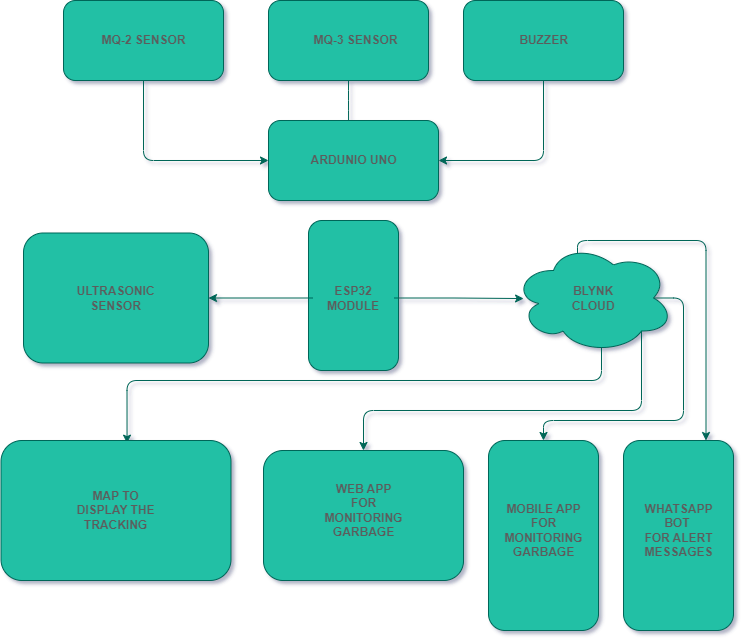 MQ-2 SENSOR
MQ-3 SENSOR
BUZZER
ARDUNIO UNO
ULTRASONIC
SENSOR
ESP32
MODULE
BLYNK
CLOUD
MAP TO
DISPLAY THE
TRACKING
WEB APP
FOR
MONITORING
GARBAGE
MOBILE APP
FOR
MONITORING
GARBAGE
WHATSAPP
BOT
FOR ALERT
MESSAGES